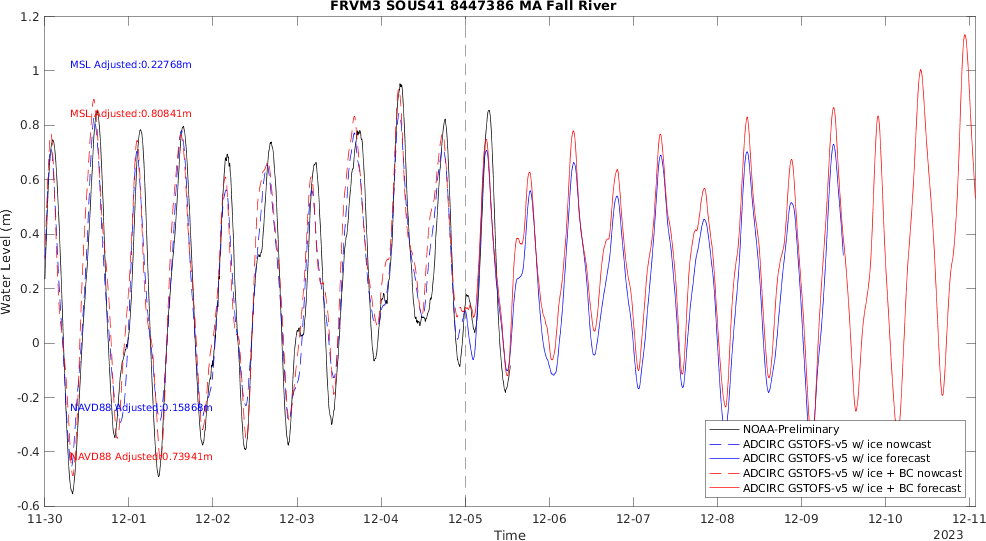 FRVM3 SOUS41 8447386 MA Fall River
1.2
1
0.8
0.6
0.4
0.2
0
-0.2
-0.4
-0.6
Water Level (m)
MSL Adjusted:0.22768m
MSL Adjusted:0.80841m
NAVD88 Adjusted:0.15868m
NAVD88 Adjusted:0.73941m
NOAA-Preliminary
ADCIRC GSTOFS-v5 w/ ice nowcast
ADCIRC GSTOFS-v5 w/ ice forecast
ADCIRC GSTOFS-v5 w/ ice + BC nowcast
ADCIRC GSTOFS-v5 w/ ice + BC forecast
11-30 12-01 12-02 12-03 12-04 12-05 12-06 12-07 12-08 12-09 12-10 12-11
Time
2023